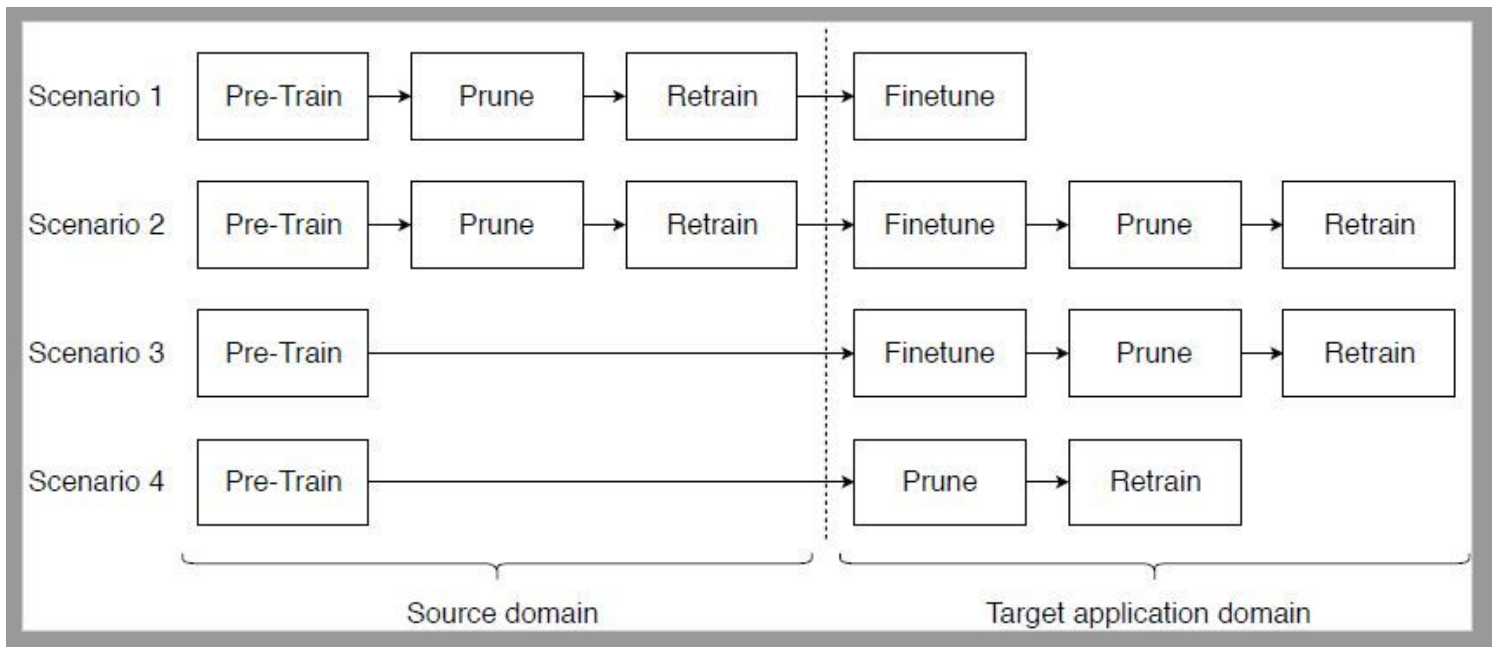 Scenario 1 Pre-Train Prune Retrain Finetune
Scenario 2 Pre-Train Prune Retrain Finetune Prune Retrain
Scenario 3 Pre-Train Finetune Prune Retrain
Scenario 4 Pre-Train Prune Retrain
Source domain Target application domain